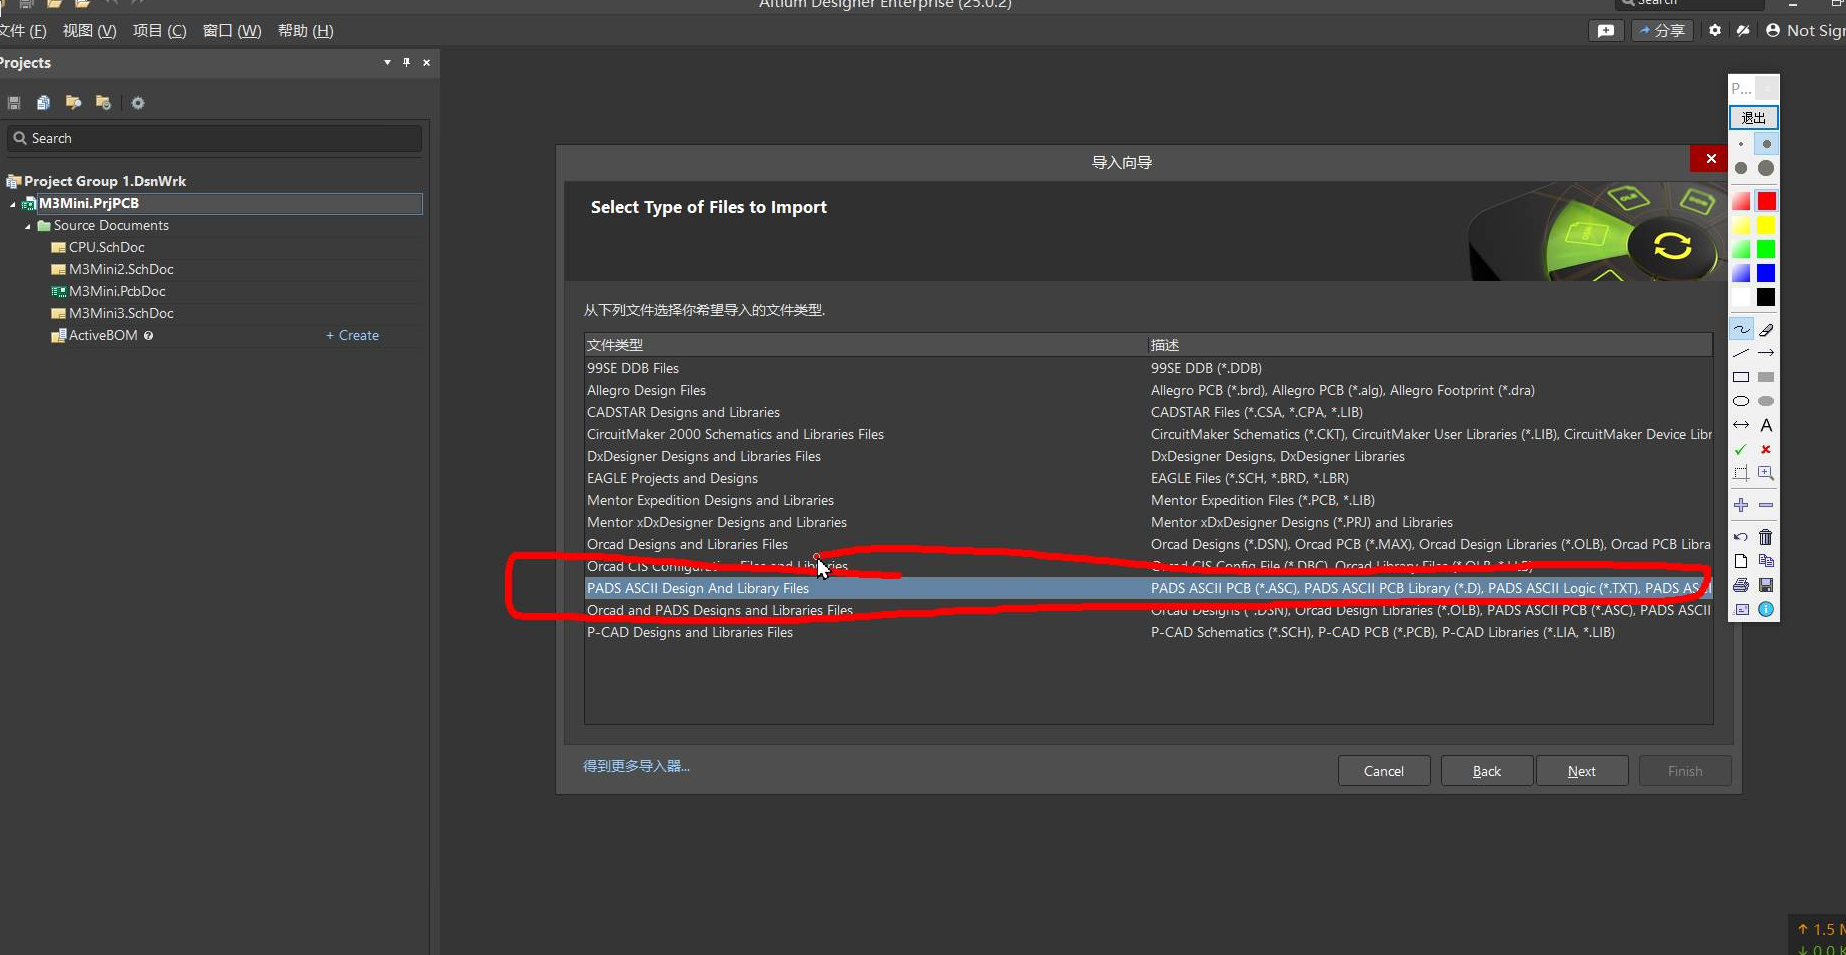 Altium Designer Enterprise (25.0.2)
Search
文件 (F) 视图 (V) 项目 (C) 窗口 (W) 帮助 (H)
分享
Not Sign
Projects
Search
Project Group 1.DsnWrk
M3Mini.PrjPCB
Source Documents
CPU.SchDoc
M3Mini2.SchDoc
M3Mini.PcbDoc
M3Mini3.SchDoc
ActiveBOM
+ Create
导入向导
Select Type of Files to Import
从下列文件选择你希望导入的文件类型.
文件类型 描述
99SE DDB Files 99SE DDB (*.DDB)
Allegro Design Files Allegro PCB (*.brd), Allegro PCB (*.alg), Allegro Footprint (*.dra)
CADSTAR Designs and Libraries CADSTAR Files (*.CSA, *.CPA, *.LIB)
CircuitMaker 2000 Schematics and Libraries Files CircuitMaker Schematics (*.CKT), CircuitMaker User Libraries (*.LIB), CircuitMaker Device Libr
DxDesigner Designs and Libraries Files DxDesigner Designs, DxDesigner Libraries
EAGLE Projects and Designs EAGLE Files (*.SCH, *.BRD, *.LBR)
Mentor Expedition Designs and Libraries Mentor Expedition Files (*.PCB, *.LIB)
Mentor xDxDesigner Designs and Libraries Mentor xDxDesigner Designs (*.PRJ) and Libraries
Orcad Designs and Libraries Files Orcad Designs (*.DSN), Orcad PCB (*.MAX), Orcad Design Libraries (*.OLB), Orcad PCB Libra
Orcad CIS Configuration Files and Libraries Orcad CIS Config File (*.DBC), Orcad Library Files (*.OLB, *.LLB)
PADS ASCII Design And Library Files PADS ASCII PCB (*.ASC), PADS ASCII PCB Library (*.D), PADS ASCII Logic (*.TXT), PADS ASCII
Orcad and PADS Designs and Libraries Files Orcad Designs (*.DSN), Orcad Design Libraries (*.OLB), PADS ASCII PCB (*.ASC), PADS ASCII
P-CAD Designs and Libraries Files P-CAD Schematics (*.SCH), P-CAD PCB (*.PCB), P-CAD Libraries (*.LIA, *.LIB)
得到更多导入器...
Cancel Back Next Finish
P...
退出
A
↑ 1.5 M
↓ 0.0 K